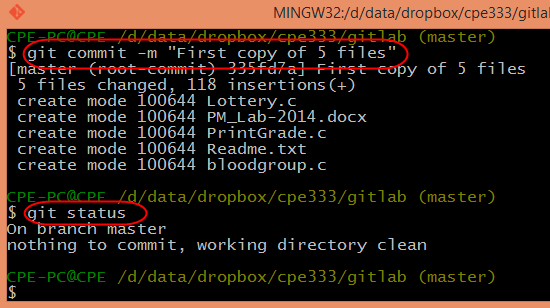 MINGW32:/d/data/dropbox/cpe333/gitla
CPE-PC@CPE /d/data/dropbox/cpe333/gitlab (master)
$ git commit -m "First copy of 5 files"
[master (root-commit) 335fd7a] First copy of 5 files
5 files changed, 118 insertions(+)
create mode 100644 Lottery.c
create mode 100644 PM_Lab-2014.docx
create mode 100644 PrintGrade.c
create mode 100644 Readme.txt
create mode 100644 bloodgroup.c
CPE-PC@CPE /d/data/dropbox/cpe333/gitlab (master)
$ git status
On branch master
nothing to commit, working directory clean
CPE-PC@CPE /d/data/dropbox/cpe333/gitlab (master)
$